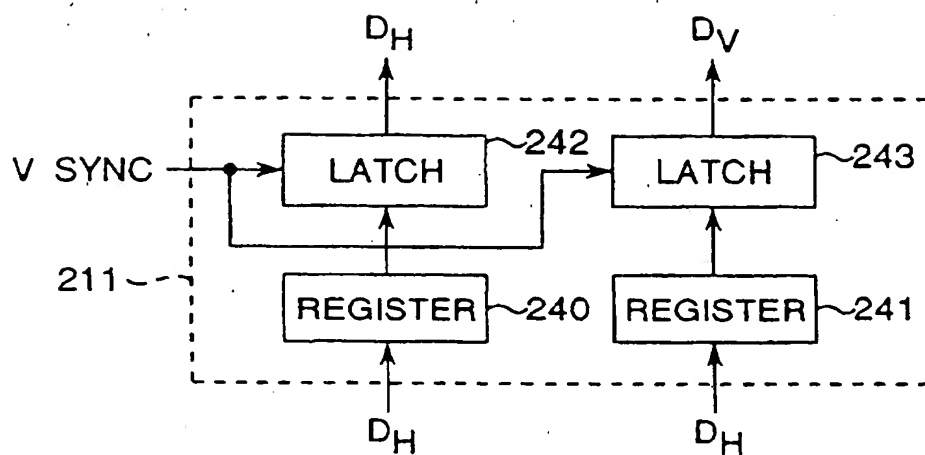 D_H D_V
242 243
V SYNC LATCH LATCH
211 REGISTER 240 REGISTER 241
D_H D_H